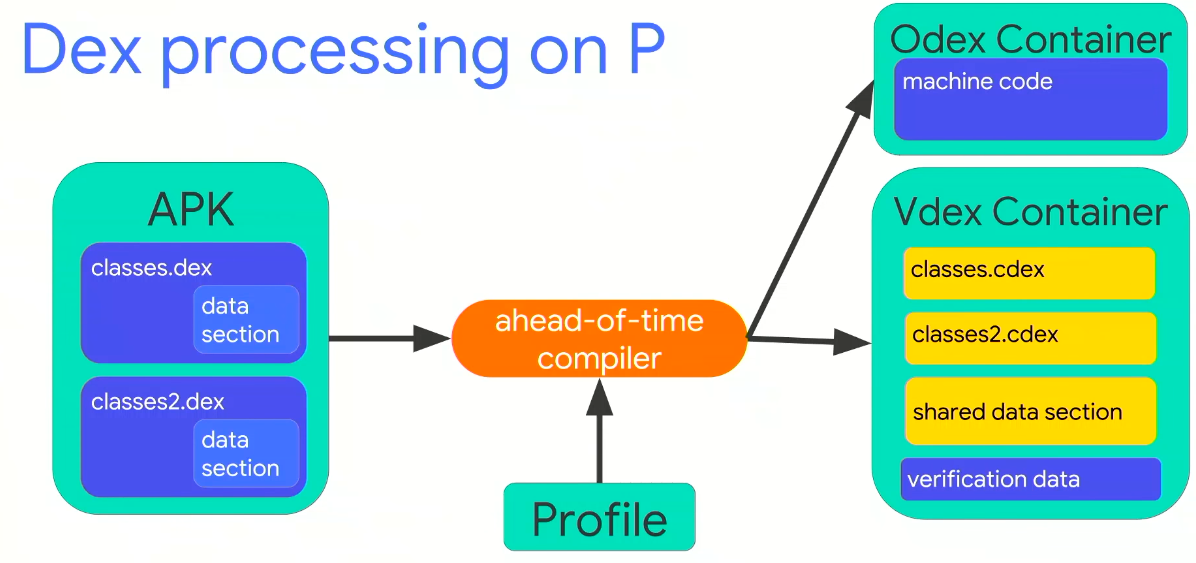 Dex processing on P
APK
classes.dex
data
section
classes2.dex
data
section
ahead-of-time
compiler
Profile
Odex Container
machine code
Vdex Container
classes.cdex
classes2.cdex
shared data section
verification data